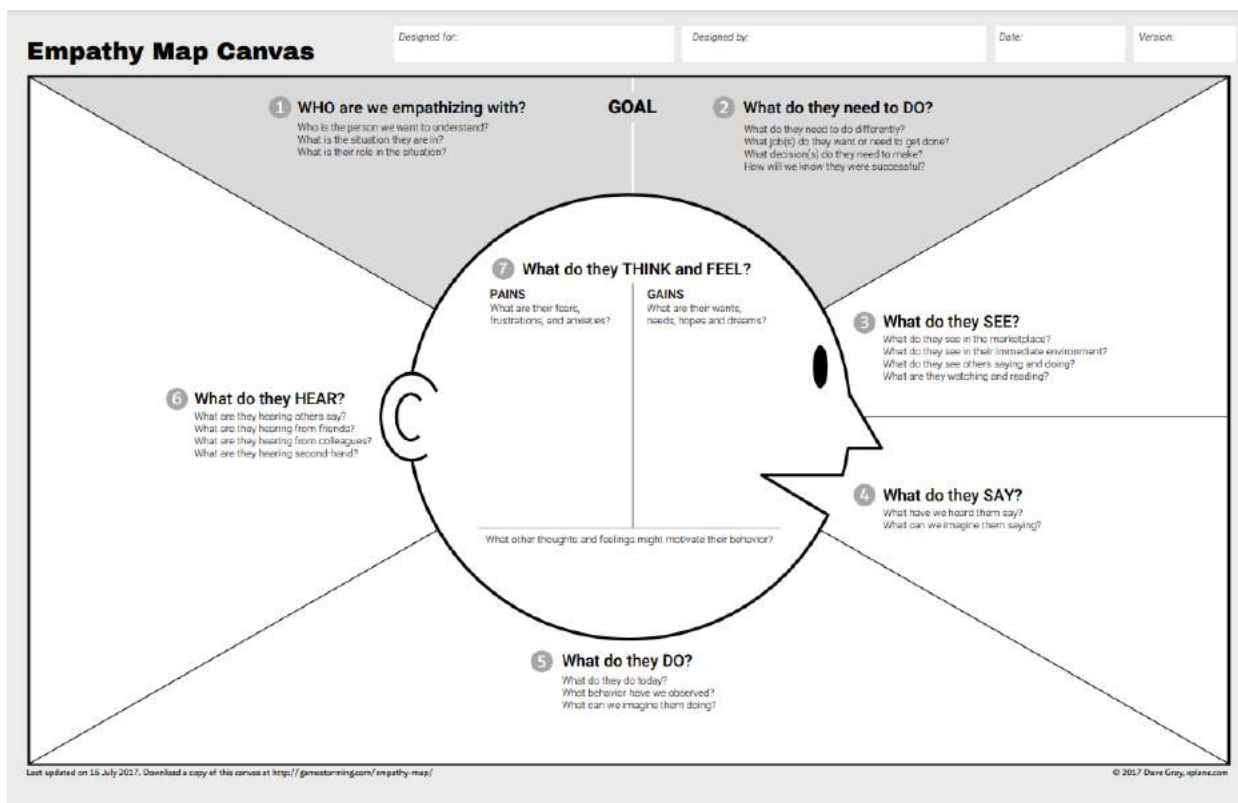 Empathy Map Canvas
Designed for:
Designed by:
Date:
Version:
1 WHO are we empathizing with?
Who is the person we want to understand?
What is the situation they are in?
What is their role in the situation?
GOAL
2 What do they need to DO?
What do they need to do differently?
What job(s) do they want or need to get done?
What decision(s) do they need to make?
How will we know they were successful?
7 What do they THINK and FEEL?
PAINS
What are their fears,
frustrations, and anxieties?
GAINS
What are their wants,
needs, hopes and dreams?
What other thoughts and feelings might motivate their behavior?
3 What do they SEE?
What do they see in the marketplace?
What do they see in their immediate environment?
What do they see others saying and doing?
What are they watching and reading?
4 What do they SAY?
What have we heard them say?
What can we imagine them saying?
5 What do they DO?
What do they do today?
What behavior have we observed?
What can we imagine them doing?
6 What do they HEAR?
What are they hearing others say?
What are they hearing from friends?
What are they hearing from colleagues?
What are they hearing second-hand?
Last updated on 16 July 2017. Download a copy of this canvas at http://gamestorming.com/empathy-map/
© 2017 Dave Gray, xplane.com